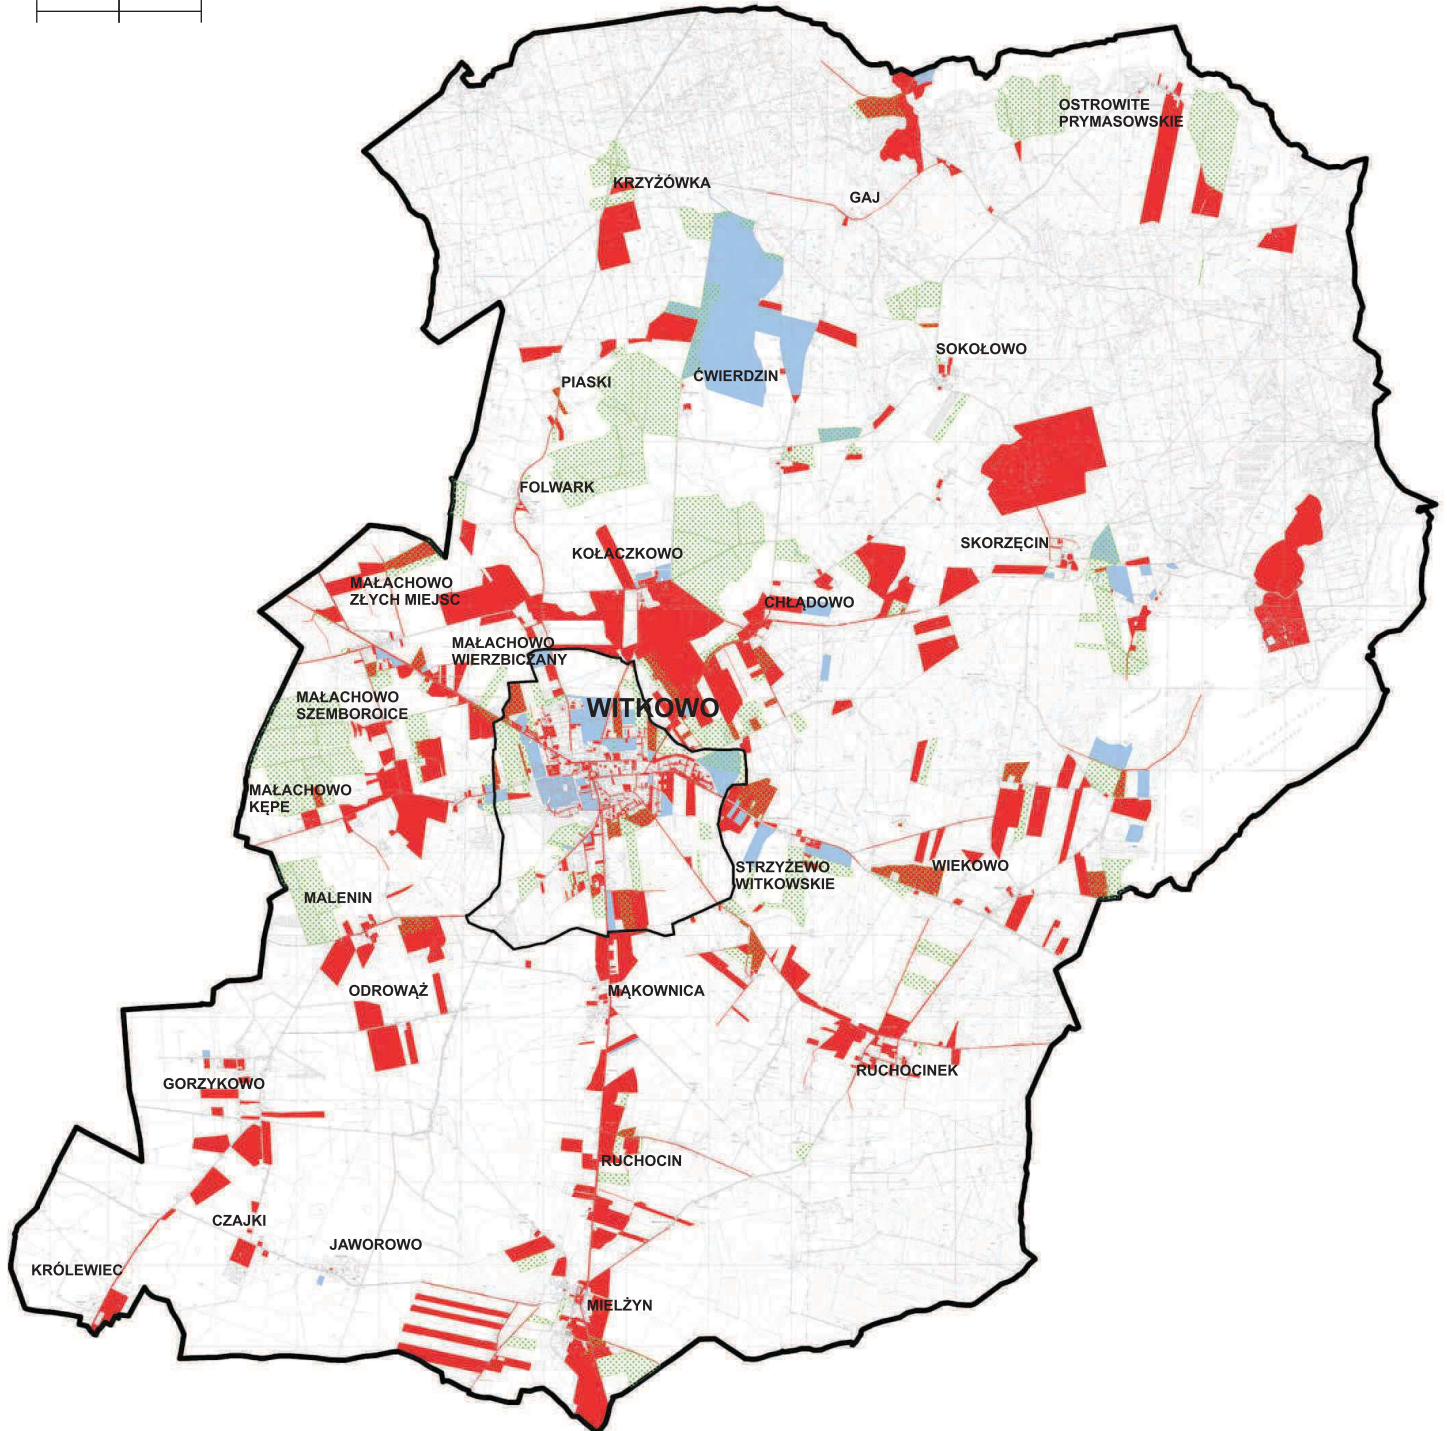 OSTROWITE
PRYMASOWSKIE
KRZYŻÓWKA
GAJ
SOKOŁOWO
ĆWIERDZIN
PIASKI
FOLWARK
SKORZĘCIN
KOŁACZKOWO
MAŁACHOWO
ZŁYCH MIEJSC
CHŁĄDOWO
MAŁACHOWO
WIERZBICZANY
MAŁACHOWO
SZEMBOROICE
WITKOWO
MAŁACHOWO
KĘPE
STRZYŻEWO
WITKOWSKIE
WIEKOWO
MALENIN
ODROWĄŻ
MĄKOWNICA
RUCHOCINEK
GORZYKOWO
RUCHOCIN
CZAJKI
JAWOROWO
KRÓLEWIEC
MIELŻYN